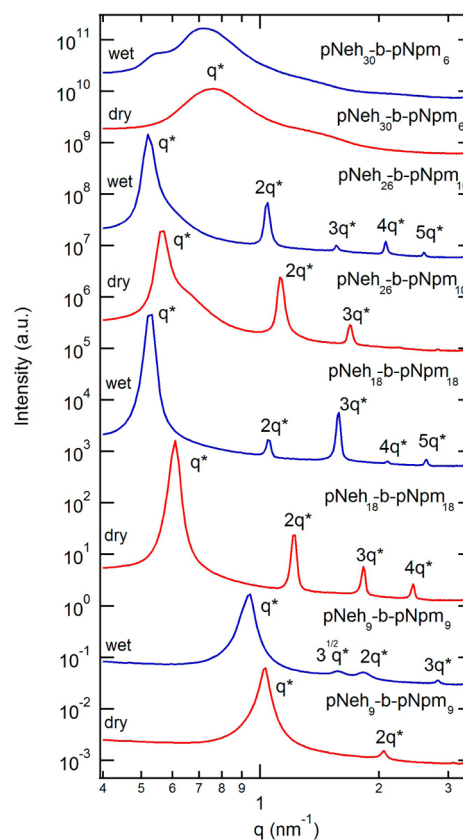 10^11
wet
pNeh30-b-pNpm6
q*
10^10
dry
pNeh30-b-pNpm6
10^9
q*
wet
pNeh26-b-pNpm10
10^8
2q*
3q* 4q* 5q*
10^7
q*
dry
pNeh26-b-pNpm10
2q*
10^6
q*
3q*
10^5
wet
pNeh18-b-pNpm18
10^4
3q*
2q*
4q* 5q*
10^3
q*
pNeh18-b-pNpm18
10^2
2q*
3q*
4q*
dry
10^1
pNeh9-b-pNpm9
10^0
q*
wet
3^1/2q* 2q*
3q*
10^-1
pNeh9-b-pNpm9
q*
dry
10^-2
2q*
10^-3
Intensity (a.u.)
4 5 6 7 8 9 1 2 3
q (nm^-1)